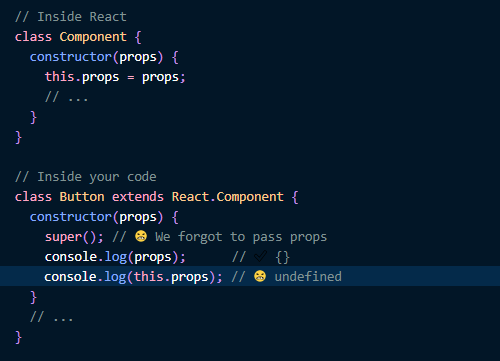 // Inside React
class Component {
  constructor(props) {
    this.props = props;
    // ...
  }
}

// Inside your code
class Button extends React.Component {
  constructor(props) {
    super(); // 😬 We forgot to pass props
    console.log(props);      // ✅ {}
    console.log(this.props); // 😬 undefined
  }
  // ...
}